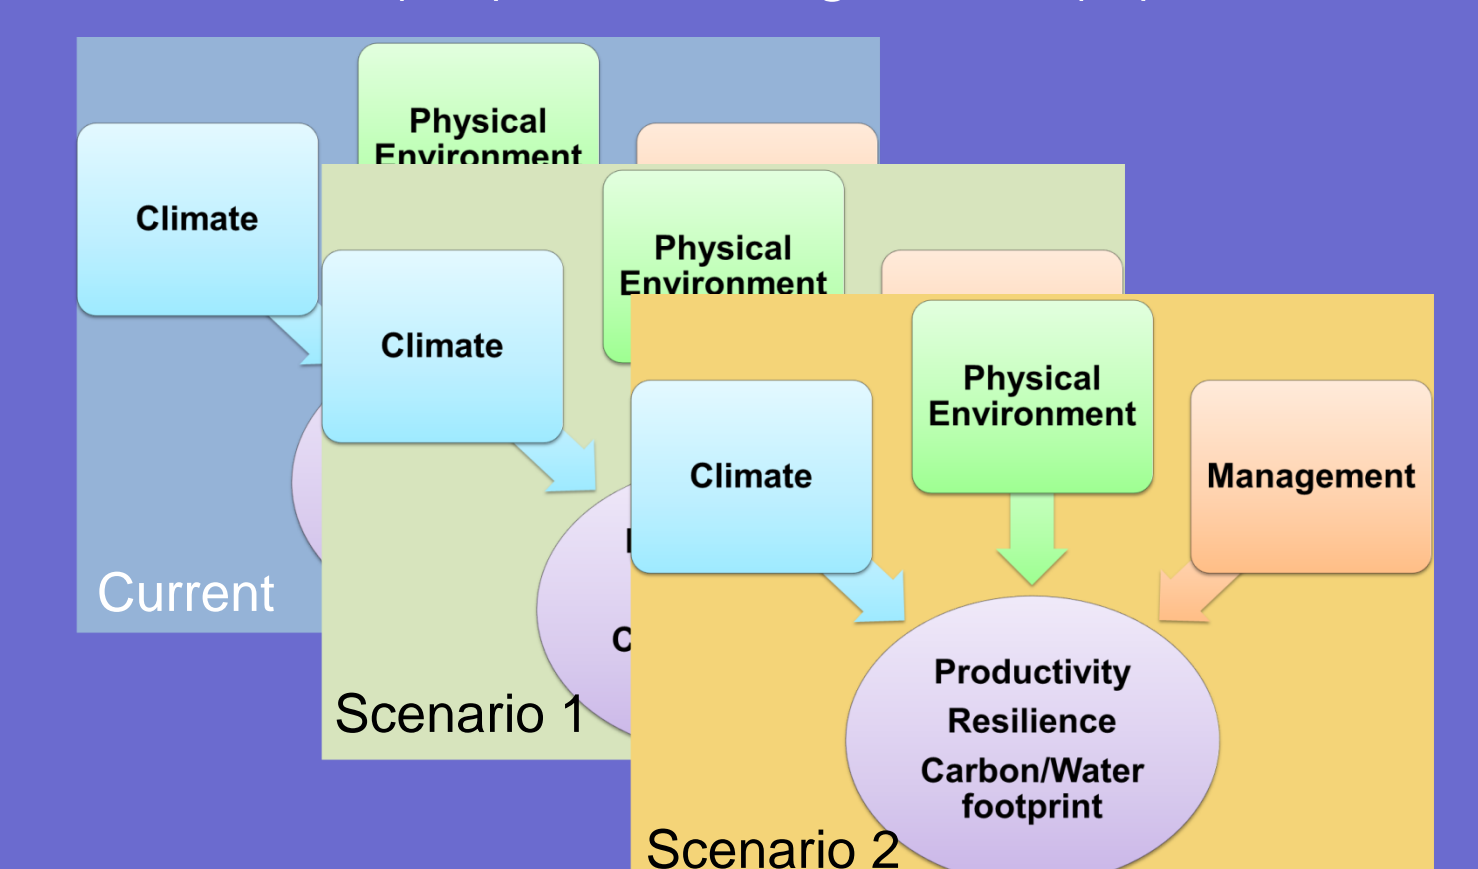 Physical
Environment
Climate
Current
Physical
Environment
Climate
Scenario 1
Physical
Environment
Climate
Management
Productivity
Resilience
Carbon/Water
footprint
Scenario 2